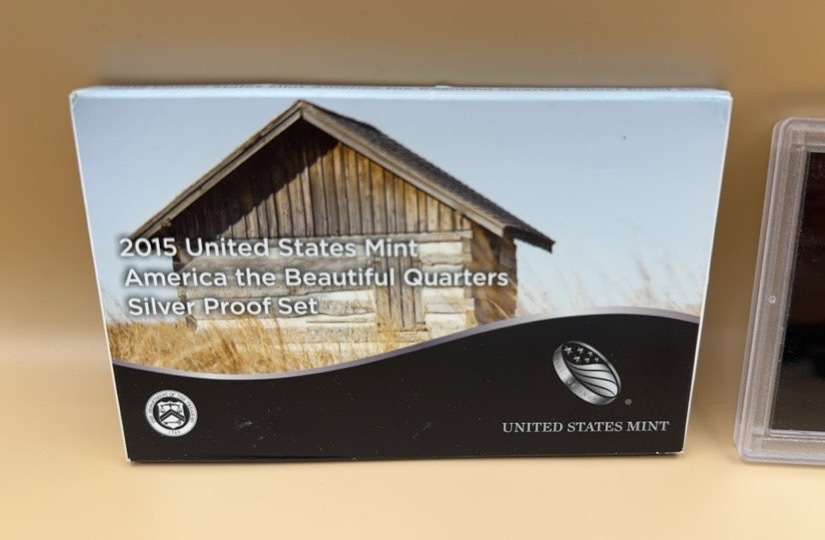 2015 United States Mint
America the Beautiful Quarters
Silver Proof Set
UNITED STATES MINT